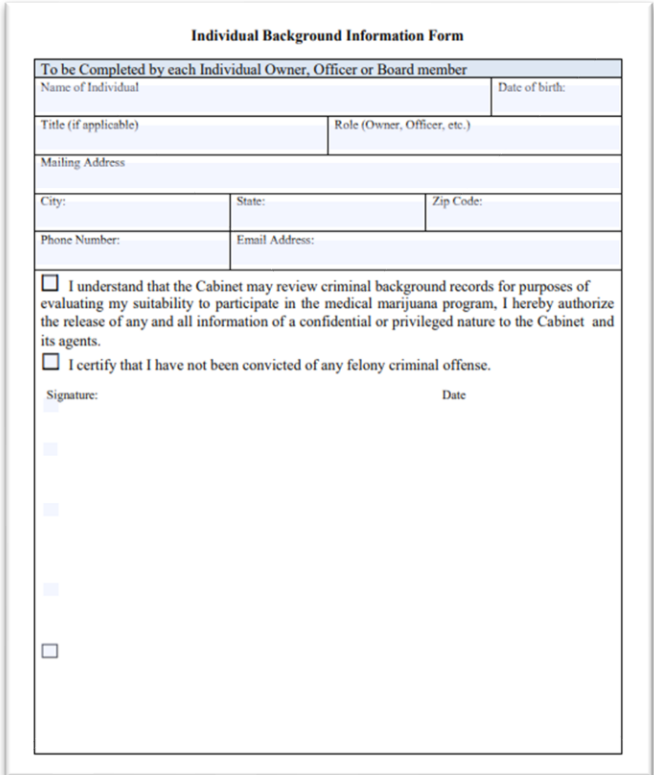 Individual Background Information Form
To be Completed by each Individual Owner, Officer or Board member
Name of Individual Date of birth:
Title (if applicable) Role (Owner, Officer, etc.)
Mailing Address
City: State: Zip Code:
Phone Number: Email Address:
I understand that the Cabinet may review criminal background records for purposes of
evaluating my suitability to participate in the medical marijuana program, I hereby authorize
the release of any and all information of a confidential or privileged nature to the Cabinet and
its agents.
I certify that I have not been convicted of any felony criminal offense.
Signature: Date